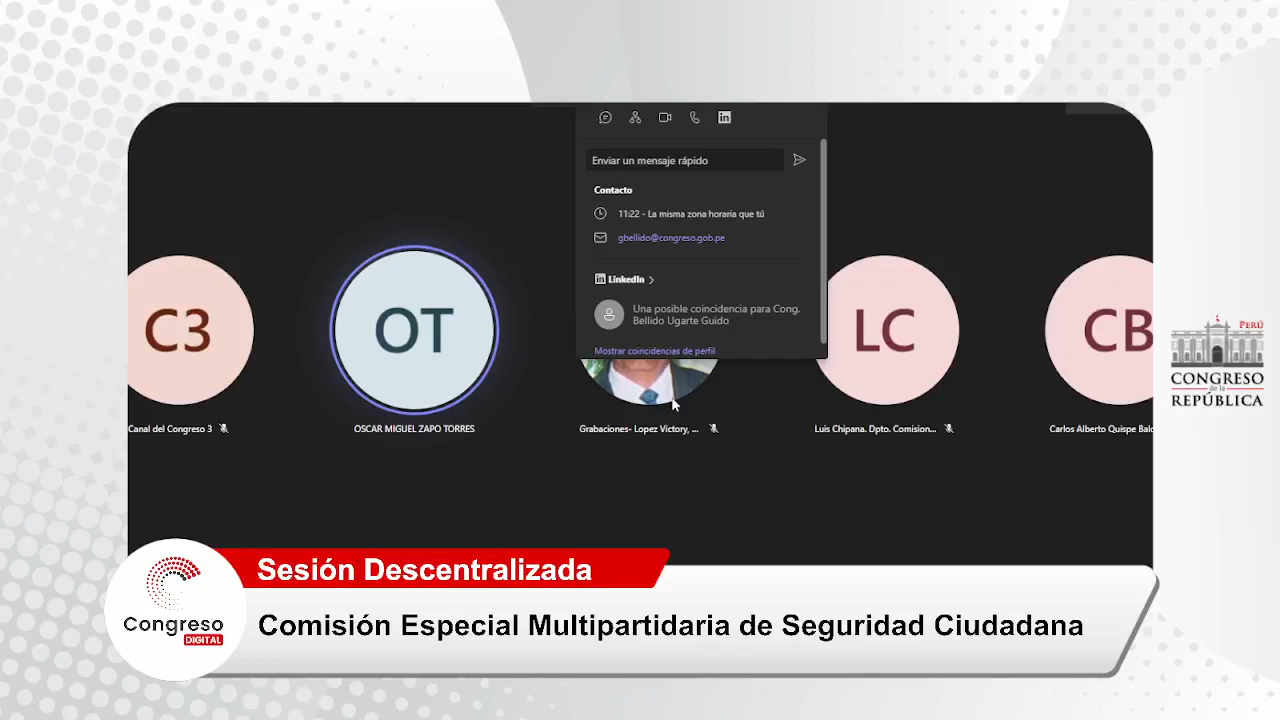 Enviar un mensaje rápido
Contacto
11:22 - La misma zona horaria que tú
gbellido@congreso.gob.pe
in LinkedIn
Una posible coincidencia para Cong.
Bellido Ugarte Guido
Mostrar coincidencias de perfil
C3
OT
LC
CB
Canal del Congreso 3
OSCAR MIGUEL ZAPO TORRES
Grabaciones- Lopez Victory, ...
Luis Chipana. Dpto. Comision...
Carlos Alberto Quispe Balc
PERÚ
CONGRESO
de la
REPÚBLICA
Sesión Descentralizada
Congreso
DIGITAL
Comisión Especial Multipartidaria de Seguridad Ciudadana